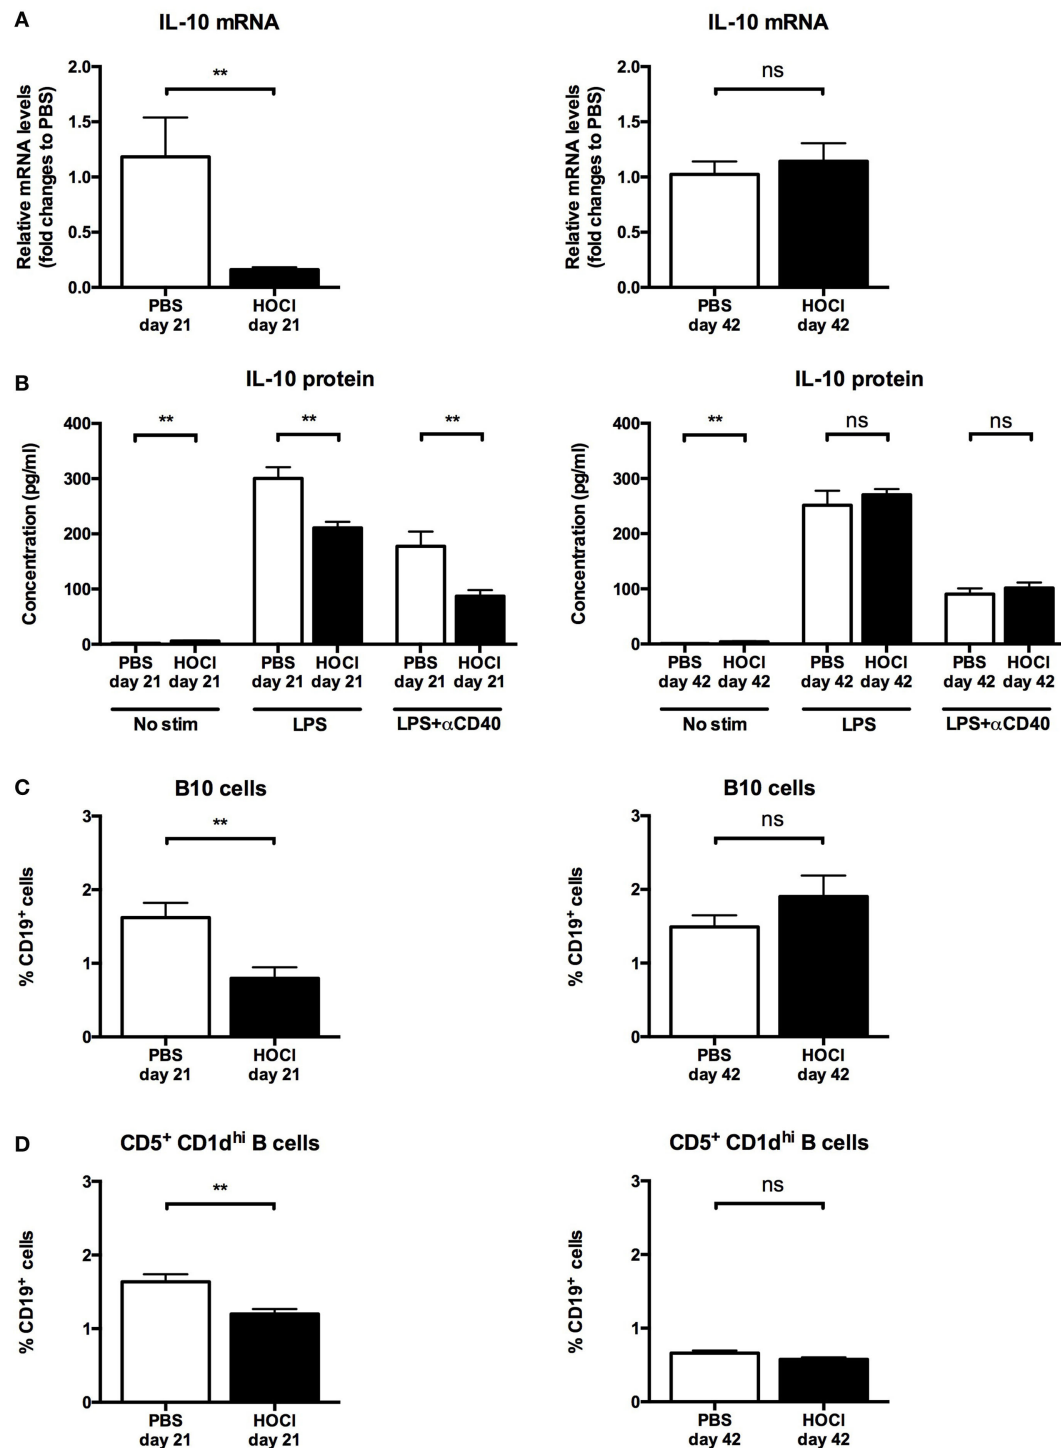 A
IL-10 mRNA
IL-10 mRNA
Relative mRNA levels
(fold changes to PBS)
2.0
1.5
1.0
0.5
0.0
**
PBS
day 21
HOCl
day 21
Relative mRNA levels
(fold changes to PBS)
2.0
1.5
1.0
0.5
0.0
ns
PBS
day 42
HOCl
day 42
B
IL-10 protein
IL-10 protein
Concentration (pg/ml)
400
300
200
100
0
** ** **
PBS HOCl PBS HOCl PBS HOCl
day 21 day 21 day 21 day 21 day 21 day 21
No stim LPS LPS+αCD40
Concentration (pg/ml)
400
300
200
100
0
** ns ns
PBS HOCl PBS HOCl PBS HOCl
day 42 day 42 day 42 day 42 day 42 day 42
No stim LPS LPS+αCD40
C
B10 cells
B10 cells
% CD19⁺ cells
3
2
1
0
**
PBS
day 21
HOCl
day 21
% CD19⁺ cells
3
2
1
0
ns
PBS
day 42
HOCl
day 42
D
CD5⁺ CD1dʰⁱ B cells
CD5⁺ CD1dʰⁱ B cells
% CD19⁺ cells
3
2
1
0
**
PBS
day 21
HOCl
day 21
% CD19⁺ cells
3
2
1
0
ns
PBS
day 42
HOCl
day 42